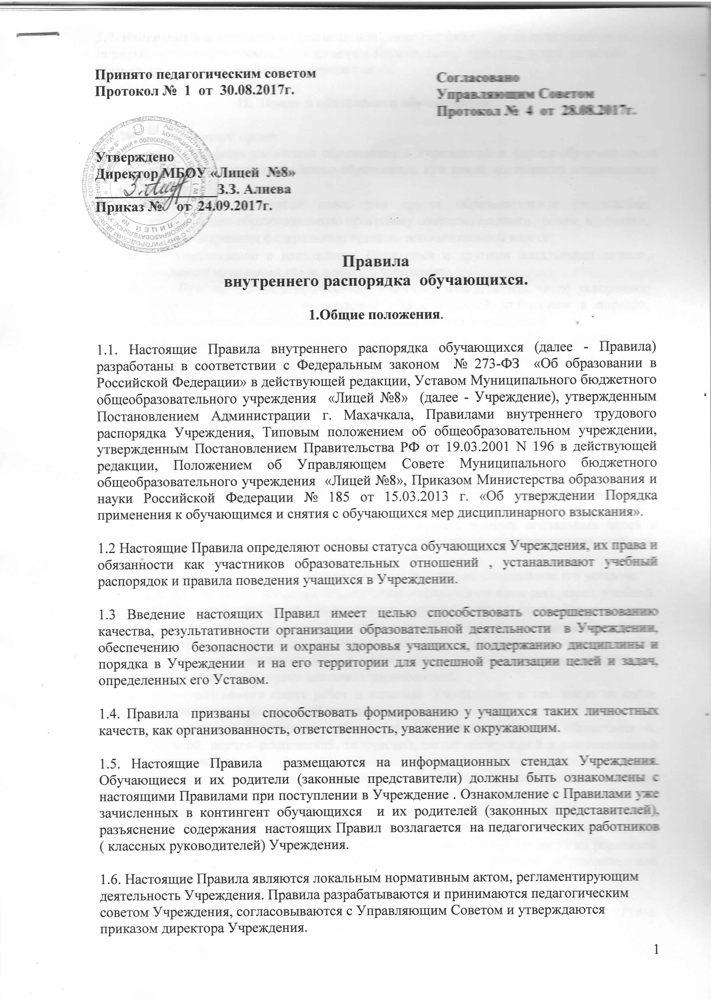 Принято педагогическим советом
Протокол № 1 от 30.08.2017г.
Согласовано
Управляющим Советом
Протокол № 4 от 28.08.2017г.
Утверждено
Директор МБОУ «Лицей №8»
З.З. Алиева
Приказ № от 24.09.2017г.
Правила
внутреннего распорядка обучающихся.
1.Общие положения.
1.1. Настоящие Правила внутреннего распорядка обучающихся (далее - Правила)
разработаны в соответствии с Федеральным законом № 273-ФЗ «Об образовании в
Российской Федерации» в действующей редакции, Уставом Муниципального бюджетного
общеобразовательного учреждения «Лицей №8» (далее - Учреждение), утвержденным
Постановлением Администрации г. Махачкала, Правилами внутреннего трудового
распорядка Учреждения, Типовым положением об общеобразовательном учреждении,
утвержденным Постановлением Правительства РФ от 19.03.2001 N 196 в действующей
редакции, Положением об Управляющем Совете Муниципального бюджетного
общеобразовательного учреждения «Лицей №8», Приказом Министерства образования и
науки Российской Федерации № 185 от 15.03.2013 г. «Об утверждении Порядка
применения к обучающимся и снятия с обучающихся мер дисциплинарного взыскания».
1.2 Настоящие Правила определяют основы статуса обучающихся Учреждения, их права и
обязанности как участников образовательных отношений , устанавливают учебный
распорядок и правила поведения учащихся в Учреждении.
1.3 Введение настоящих Правил имеет целью способствовать совершенствованию
качества, результативности организации образовательной деятельности в Учреждении,
обеспечению безопасности и охраны здоровья учащихся, поддержанию дисциплины и
порядка в Учреждении и на его территории для успешной реализации целей и задач,
определенных его Уставом.
1.4. Правила призваны способствовать формированию у учащихся таких личностных
качеств, как организованность, ответственность, уважение к окружающим.
1.5. Настоящие Правила размещаются на информационных стендах Учреждения.
Обучающиеся и их родители (законные представители) должны быть ознакомлены с
настоящими Правилами при поступлении в Учреждение . Ознакомление с Правилами уже
зачисленных в контингент обучающихся и их родителей (законных представителей),
разъяснение содержания настоящих Правил возлагается на педагогических работников
( классных руководителей) Учреждения.
1.6. Настоящие Правила являются локальным нормативным актом, регламентирующим
деятельность Учреждения. Правила разрабатываются и принимаются педагогическим
советом Учреждения, согласовываются с Управляющим Советом и утверждаются
приказом директора Учреждения.
1